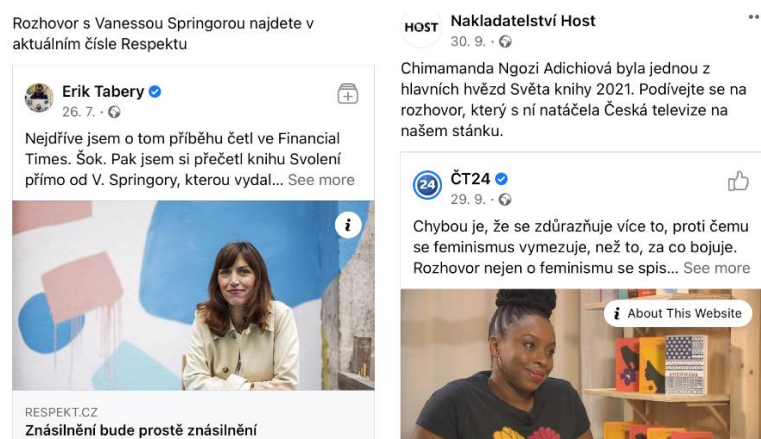 Rozhovor s Vanessou Springorou najdete v
aktuálním čísle Respektu
Erik Tabery
26. 7. ·
Nejdříve jsem o tom příběhu četl ve Financial
Times. Šok. Pak jsem si přečetl knihu Svolení
přímo od V. Springory, kterou vydal... See more
i
RESPEKT.CZ
Znásilnění bude prostě znásilnění
HOST
Nakladatelství Host
30. 9. ·
Chimamanda Ngozi Adichiová byla jednou z
hlavních hvězd Světa knihy 2021. Podívejte se na
rozhovor, který s ní natáčela Česká televize na
našem stánku.
24
ČT24
29. 9. ·
Chybou je, že se zdůrazňuje více to, proti čemu
se feminismus vymezuje, než to, za co bojuje.
Rozhovor nejen o feminismu se spis... See more
i About This Website